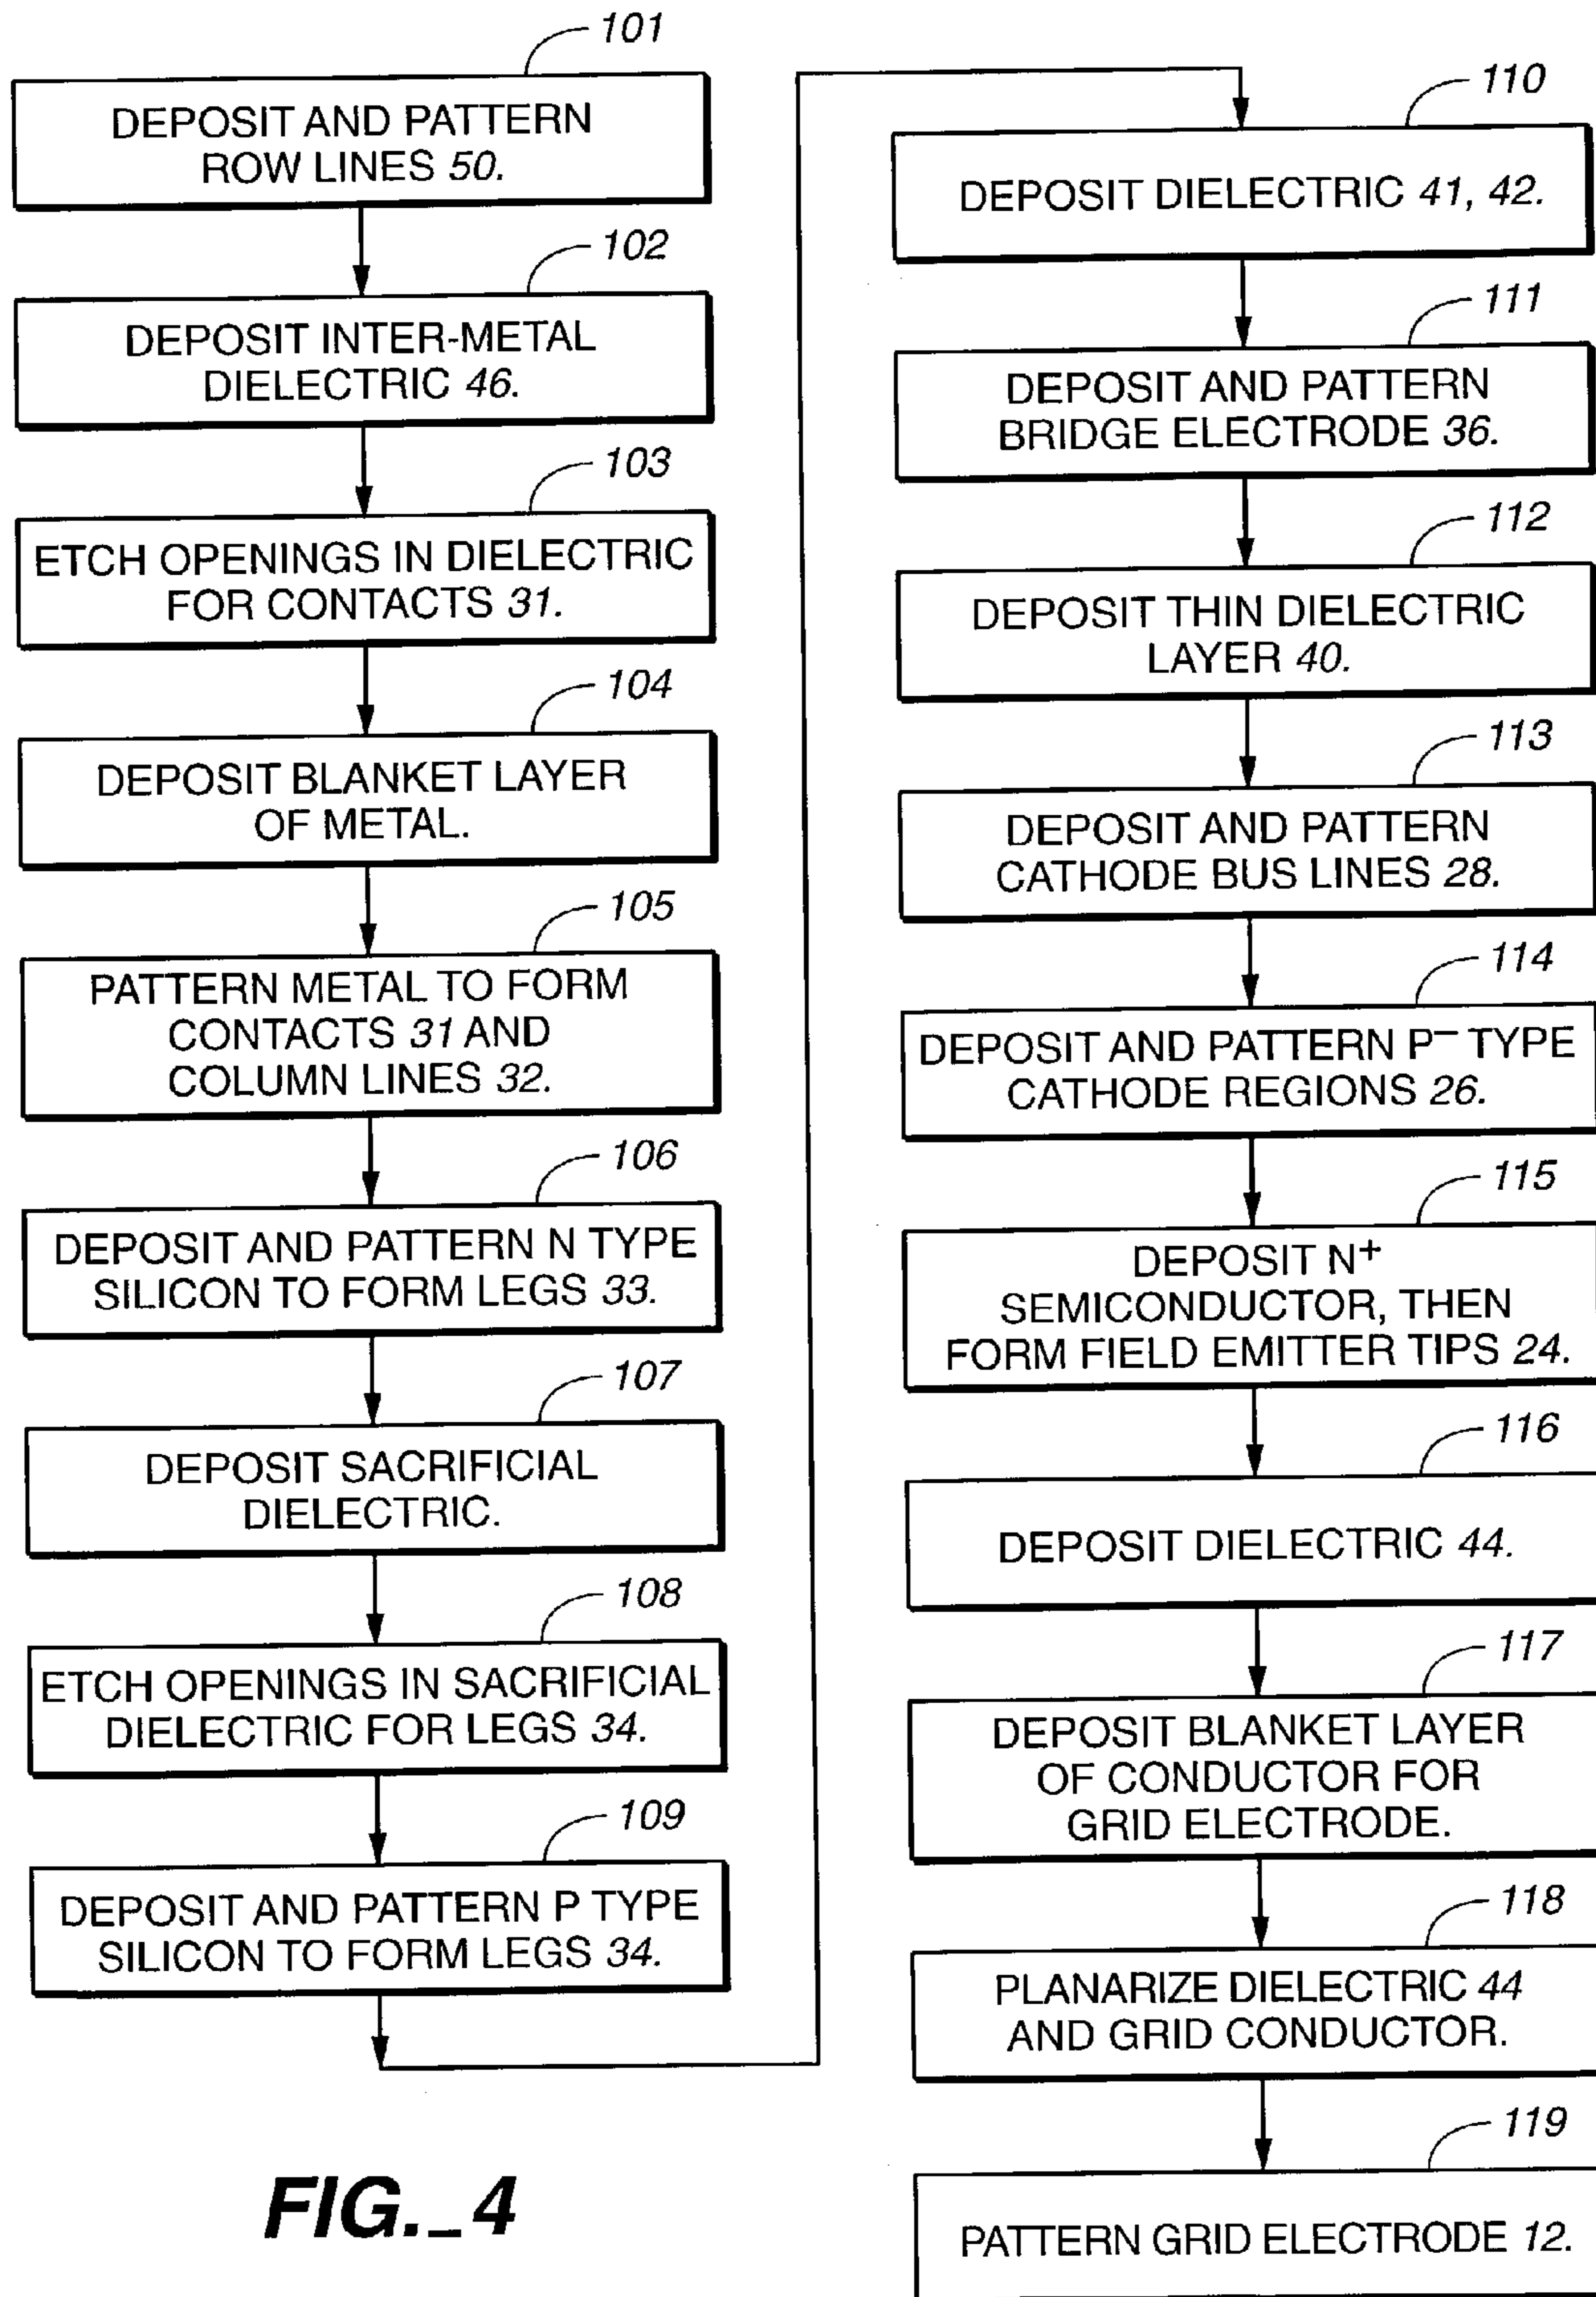 101
DEPOSIT AND PATTERN
ROW LINES 50.
102
DEPOSIT INTER-METAL
DIELECTRIC 46.
103
ETCH OPENINGS IN DIELECTRIC
FOR CONTACTS 31.
104
DEPOSIT BLANKET LAYER
OF METAL.
105
PATTERN METAL TO FORM
CONTACTS 31 AND
COLUMN LINES 32.
106
DEPOSIT AND PATTERN N TYPE
SILICON TO FORM LEGS 33.
107
DEPOSIT SACRIFICIAL
DIELECTRIC.
108
ETCH OPENINGS IN SACRIFICIAL
DIELECTRIC FOR LEGS 34.
109
DEPOSIT AND PATTERN P TYPE
SILICON TO FORM LEGS 34.
110
DEPOSIT DIELECTRIC 41, 42.
111
DEPOSIT AND PATTERN
BRIDGE ELECTRODE 36.
112
DEPOSIT THIN DIELECTRIC
LAYER 40.
113
DEPOSIT AND PATTERN
CATHODE BUS LINES 28.
114
DEPOSIT AND PATTERN P⁻ TYPE
CATHODE REGIONS 26.
115
DEPOSIT N⁺
SEMICONDUCTOR, THEN
FORM FIELD EMITTER TIPS 24.
116
DEPOSIT DIELECTRIC 44.
117
DEPOSIT BLANKET LAYER
OF CONDUCTOR FOR
GRID ELECTRODE.
118
PLANARIZE DIELECTRIC 44
AND GRID CONDUCTOR.
119
PATTERN GRID ELECTRODE 12.
FIG._4